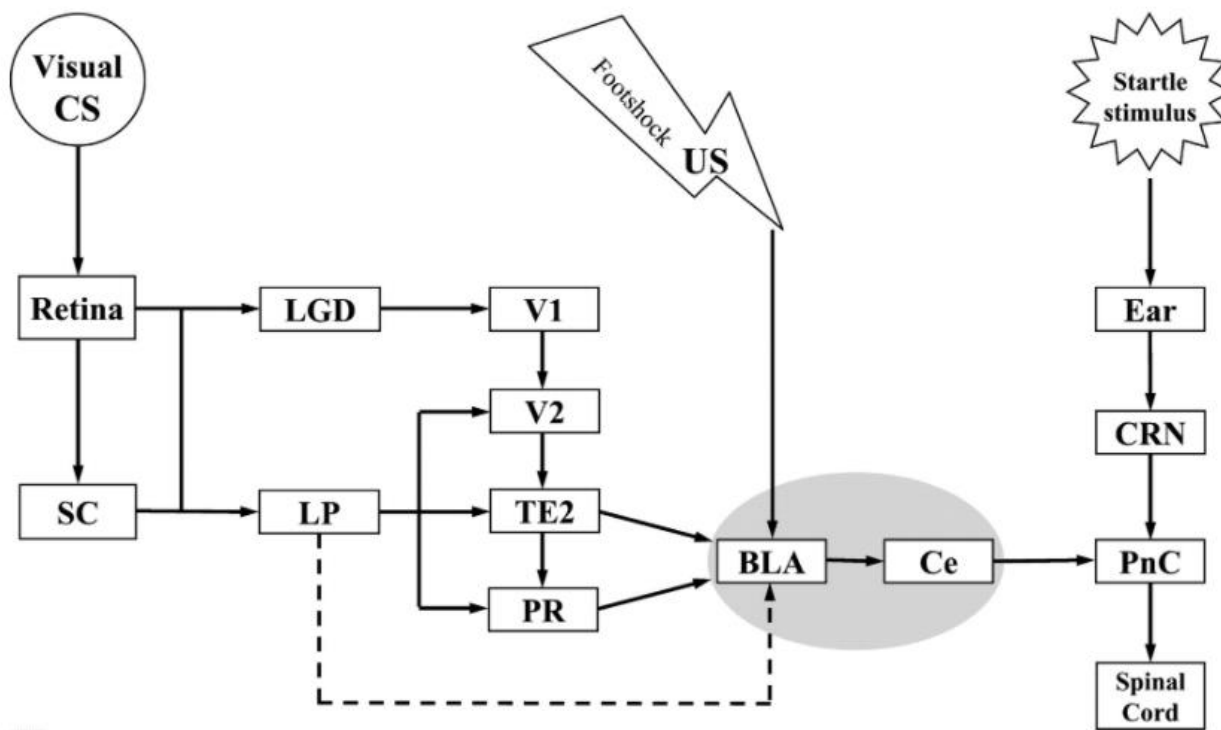 Visual
CS
Footshock
US
Startle
stimulus
Retina
LGD
V1
Ear
V2
CRN
SC
LP
TE2
BLA
Ce
PnC
PR
Spinal
Cord